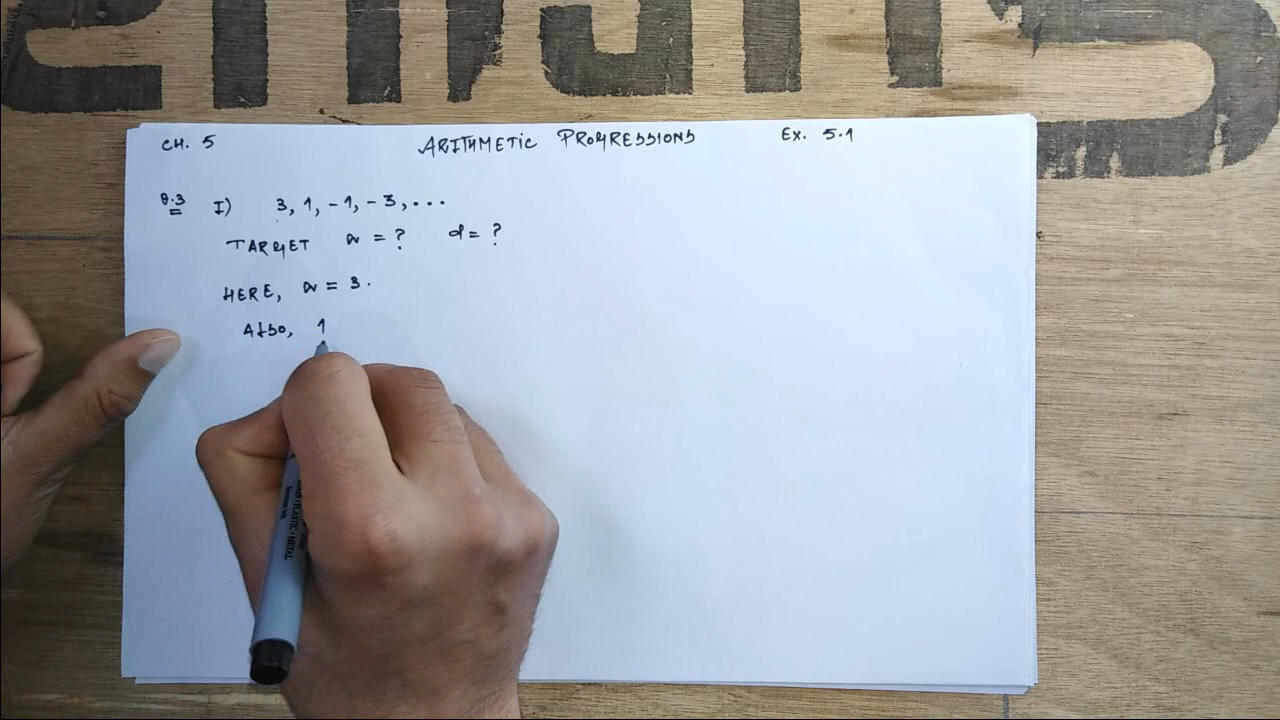 CH. 5 ARITHMETIC PROGRESSIONS Ex. 5.1
Q.3 I) 3, 1, -1, -3, ...
TARGET a = ? d = ?
HERE, a = 3.
ALSO, 1